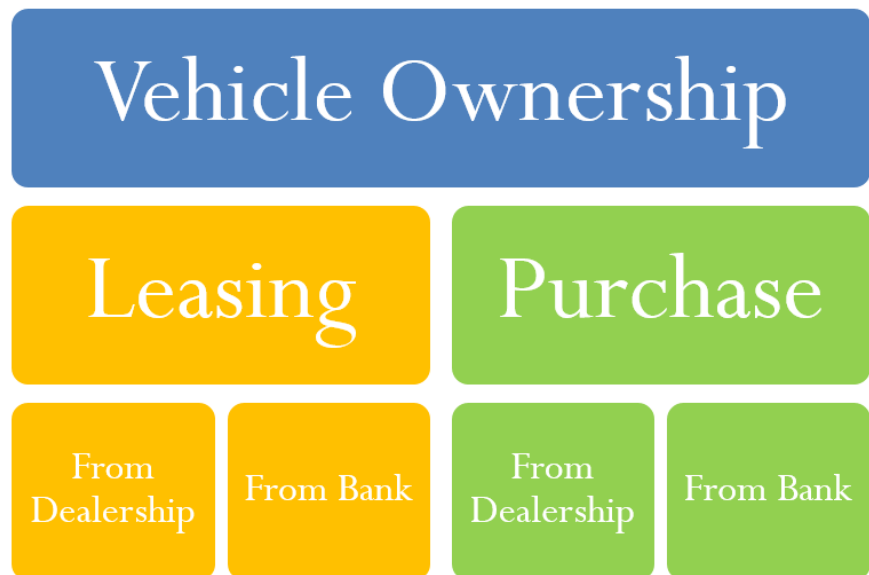 Vehicle Ownership
Leasing
Purchase
From
Dealership
From Bank
From
Dealership
From Bank